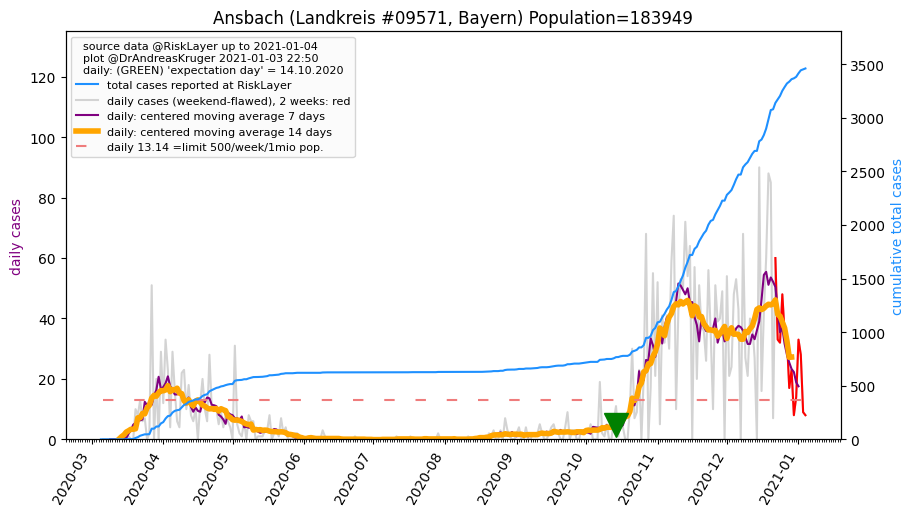 Ansbach (Landkreis #09571, Bayern) Population=183949
source data @RiskLayer up to 2021-01-04
plot @DrAndreasKruger 2021-01-03 22:50
daily: (GREEN) 'expectation day' = 14.10.2020
total cases reported at RiskLayer
daily cases (weekend-flawed), 2 weeks: red
daily: centered moving average 7 days
daily: centered moving average 14 days
daily 13.14 =limit 500/week/1mio pop.
daily cases
120
100
80
60
40
20
0
cumulative total cases
3500
3000
2500
2000
1500
1000
500
0
2020-03
2020-04
2020-05
2020-06
2020-07
2020-08
2020-09
2020-10
2020-11
2020-12
2021-01